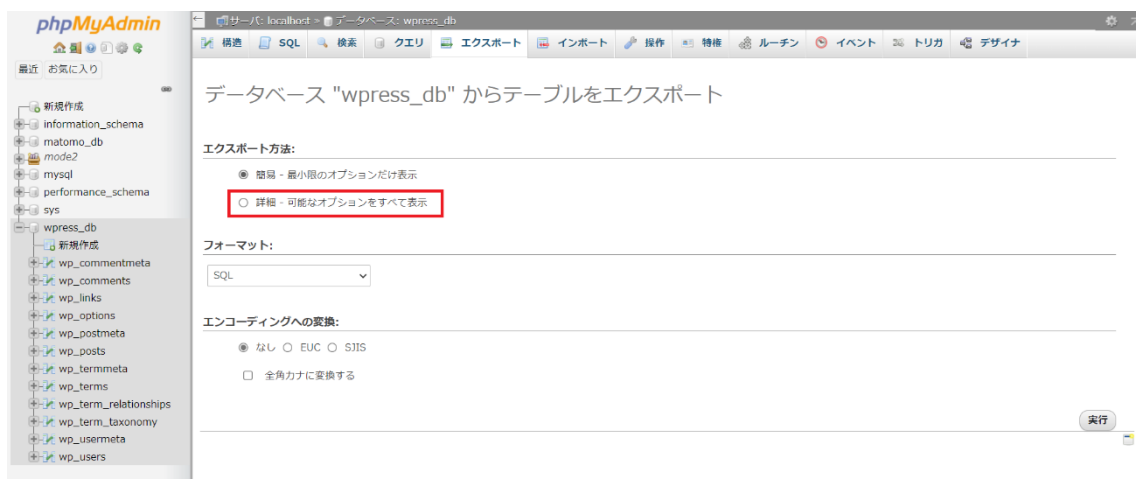 phpMyAdmin
最近 お気に入り
新規作成
information_schema
matomo_db
mode2
mysql
performance_schema
sys
wpress_db
新規作成
wp_commentmeta
wp_comments
wp_links
wp_options
wp_postmeta
wp_posts
wp_termmeta
wp_terms
wp_term_relationships
wp_term_taxonomy
wp_usermeta
wp_users
サーバ: localhost » データベース: wpress_db
構造 SQL 検索 クエリ エクスポート インポート 操作 特権 ルーチン イベント トリガ デザイナ
データベース "wpress_db" からテーブルをエクスポート
エクスポート方法:
簡易 - 最小限のオプションだけ表示
詳細 - 可能なオプションをすべて表示
フォーマット:
SQL
エンコーディングへの変換:
なし EUC SJIS
全角カナに変換する
実行